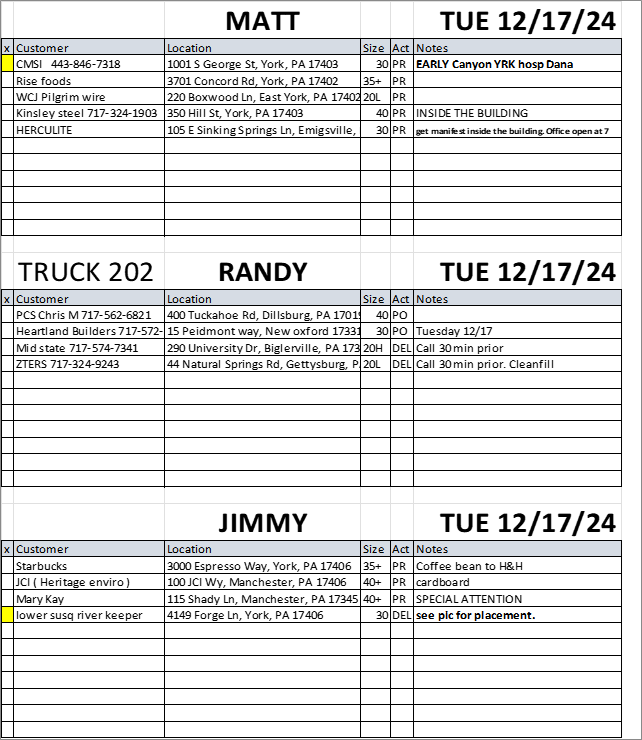 MATT TUE 12/17/24
x Customer Location Size Act Notes
CMSI 443-846-7318 1001 S George St, York, PA 17403 30 PR EARLY Canyon YRK hosp Dana
Rise foods 3701 Concord Rd, York, PA 17402 35+ PR
WCJ Pilgrim wire 220 Boxwood Ln, East York, PA 17402 20L PR
Kinsley steel 717-324-1903 350 Hill St, York, PA 17403 40 PR INSIDE THE BUILDING
HERCULITE 105 E Sinking Springs Ln, Emigsville, 30 PR get manifest inside the building. Office open at 7
TRUCK 202 RANDY TUE 12/17/24
x Customer Location Size Act Notes
PCS Chris M 717-562-6821 400 Tuckahoe Rd, Dillsburg, PA 17019 40 PO
Heartland Builders 717-572- 15 Peidmont way, New oxford 17331 30 PO Tuesday 12/17
Mid state 717-574-7341 290 University Dr, Biglerville, PA 173 20H DEL Call 30 min prior
ZTERS 717-324-9243 44 Natural Springs Rd, Gettysburg, P 20L DEL Call 30 min prior. Cleanfill
JIMMY TUE 12/17/24
x Customer Location Size Act Notes
Starbucks 3000 Espresso Way, York, PA 17406 35+ PR Coffee bean to H&H
JCI ( Heritage enviro ) 100 JCI Wy, Manchester, PA 17406 40+ PR cardboard
Mary Kay 115 Shady Ln, Manchester, PA 17345 40+ PR SPECIAL ATTENTION
lower susq river keeper 4149 Forge Ln, York, PA 17406 30 DEL see plc for placement.